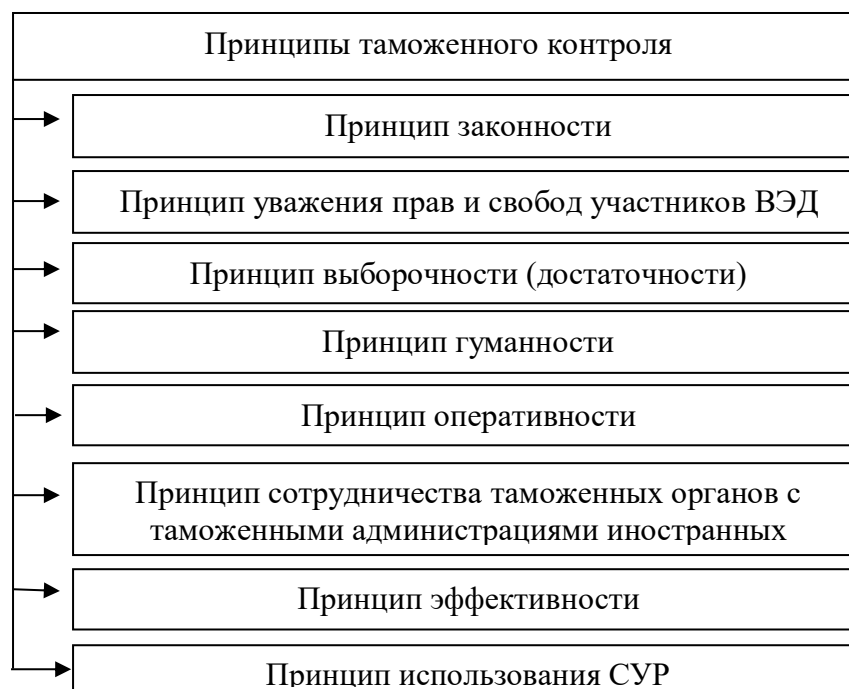 Принципы таможенного контроля
Принцип законности
Принцип уважения прав и свобод участников ВЭД
Принцип выборочности (достаточности)
Принцип гуманности
Принцип оперативности
Принцип сотрудничества таможенных органов с
таможенными администрациями иностранных
Принцип эффективности
Принцип использования СУР